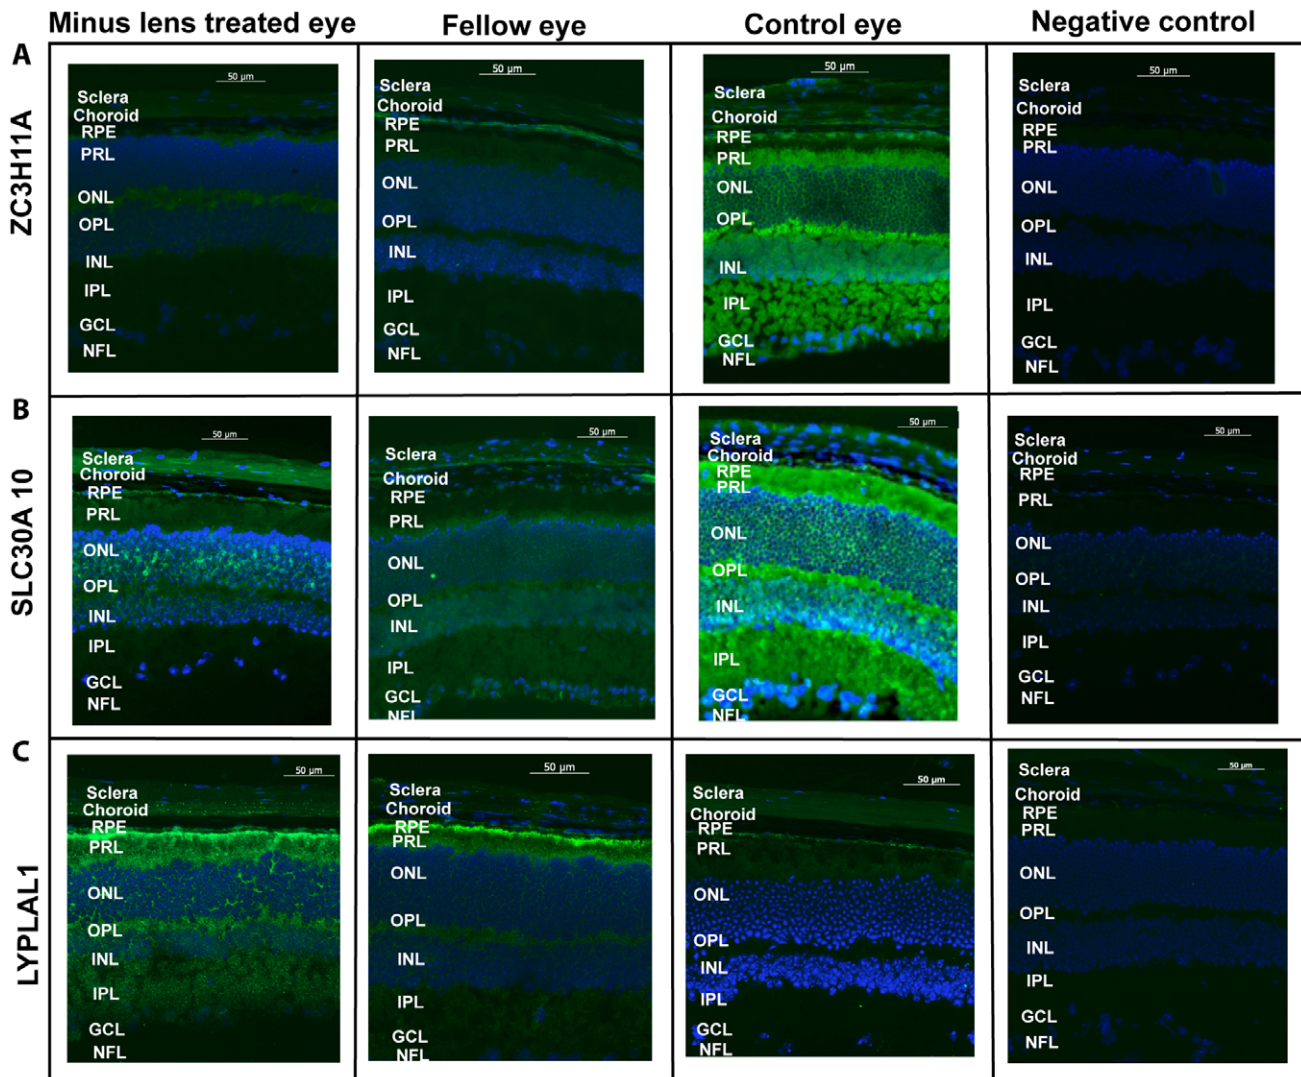 Minus lens treated eye
Fellow eye
Control eye
Negative control
A
ZC3H11A
50 µm
Sclera
Choroid
RPE
PRL
ONL
OPL
INL
IPL
GCL
NFL
50 µm
Sclera
Choroid
RPE
PRL
ONL
OPL
INL
IPL
GCL
NFL
50 µm
Sclera
Choroid
RPE
PRL
ONL
OPL
INL
IPL
GCL
NFL
50 µm
Sclera
Choroid
RPE
PRL
ONL
OPL
INL
IPL
GCL
NFL
B
SLC30A 10
50 µm
Sclera
Choroid
RPE
PRL
ONL
OPL
INL
IPL
GCL
NFL
50 µm
Sclera
Choroid
RPE
PRL
ONL
OPL
INL
IPL
GCL
NFL
50 µm
Sclera
Choroid
RPE
PRL
ONL
OPL
INL
IPL
GCL
NFL
50 µm
Sclera
Choroid
RPE
PRL
ONL
OPL
INL
IPL
GCL
NFL
C
LYPLAL1
50 µm
Sclera
Choroid
RPE
PRL
ONL
OPL
INL
IPL
GCL
NFL
50 µm
Sclera
Choroid
RPE
PRL
ONL
OPL
INL
IPL
GCL
NFL
50 µm
Sclera
Choroid
RPE
PRL
ONL
OPL
INL
IPL
GCL
NFL
50 µm
Sclera
Choroid
RPE
PRL
ONL
OPL
INL
IPL
GCL
NFL